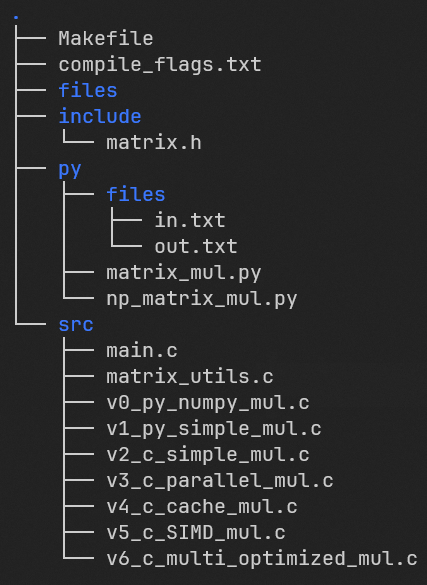 .
Makefile
compile_flags.txt
files
include
matrix.h
py
files
in.txt
out.txt
matrix_mul.py
np_matrix_mul.py
src
main.c
matrix_utils.c
v0_py_numpy_mul.c
v1_py_simple_mul.c
v2_c_simple_mul.c
v3_c_parallel_mul.c
v4_c_cache_mul.c
v5_c_SIMD_mul.c
v6_c_multi_optimized_mul.c